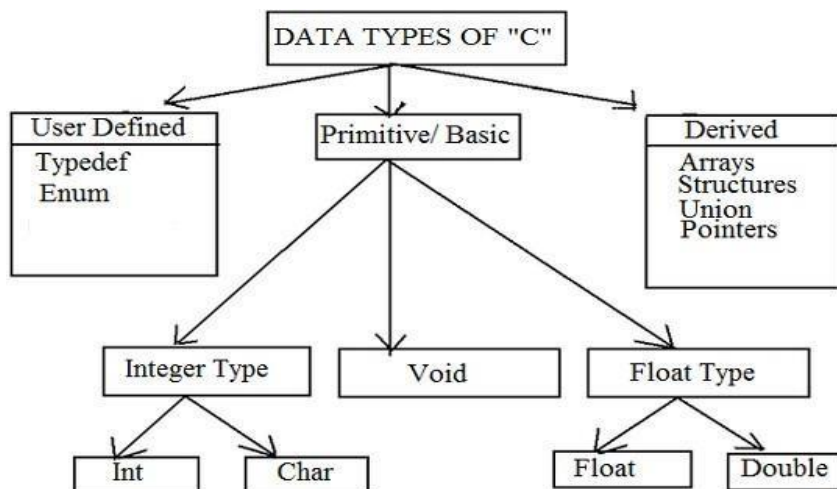 DATA TYPES OF "C"
User Defined
Typedef
Enum
Primitive/ Basic
Derived
Arrays
Structures
Union
Pointers
Integer Type
Void
Float Type
Int
Char
Float
Double